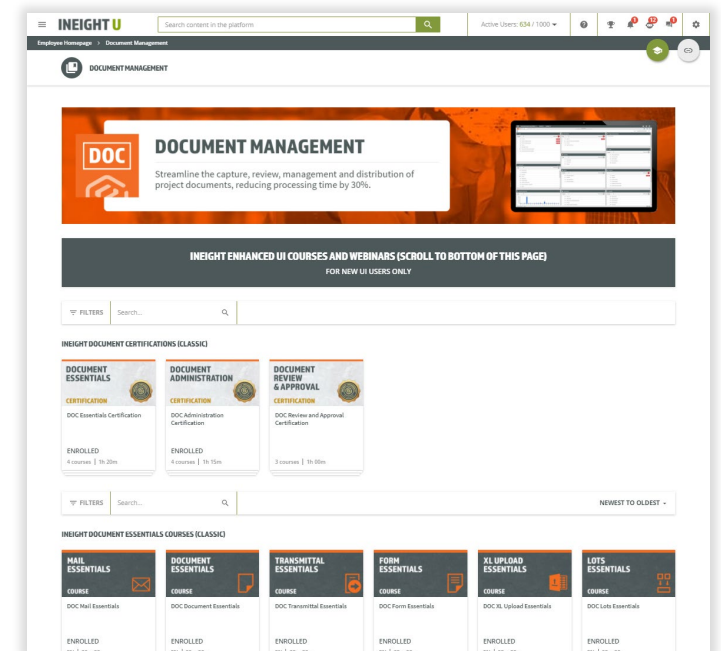 INEIGHT U
Search content in the platform
Active Users: 634 / 1000
Employee Homepage > Document Management
DOCUMENT MANAGEMENT
DOC
DOCUMENT MANAGEMENT
Streamline the capture, review, management and distribution of
project documents, reducing processing time by 30%.
INEIGHT ENHANCED UI COURSES AND WEBINARS (SCROLL TO BOTTOM OF THIS PAGE)
FOR NEW UI USERS ONLY
FILTERS Search...
INEIGHT DOCUMENT CERTIFICATIONS (CLASSIC)
DOCUMENT
ESSENTIALS
CERTIFICATION
DOC Essentials Certification
ENROLLED
4 courses | 1h 20m
DOCUMENT
ADMINISTRATION
CERTIFICATION
DOC Administration
Certification
ENROLLED
4 courses | 1h 15m
DOCUMENT
REVIEW
& APPROVAL
CERTIFICATION
DOC Review and Approval
Certification
3 courses | 1h 00m
FILTERS Search... NEWEST TO OLDEST
INEIGHT DOCUMENT ESSENTIALS COURSES (CLASSIC)
MAIL
ESSENTIALS
COURSE
DOC Mail Essentials
ENROLLED
DOCUMENT
ESSENTIALS
COURSE
DOC Document Essentials
ENROLLED
TRANSMITTAL
ESSENTIALS
COURSE
DOC Transmittal Essentials
ENROLLED
FORM
ESSENTIALS
COURSE
DOC Form Essentials
ENROLLED
XL UPLOAD
ESSENTIALS
COURSE
DOC XL Upload Essentials
ENROLLED
LOTS
ESSENTIALS
COURSE
DOC Lots Essentials
ENROLLED